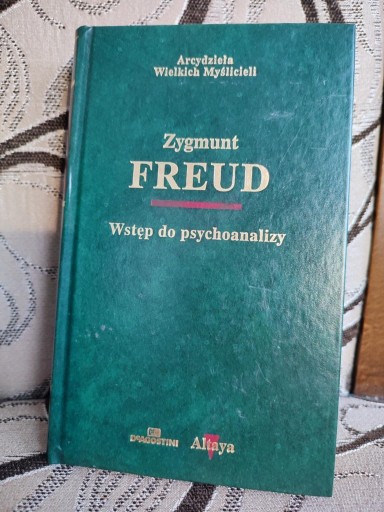 Arcydzieła
Wielkich Myślicieli
Zygmunt
FREUD
Wstęp do psychoanalizy
DEAGOSTINI
Altaya